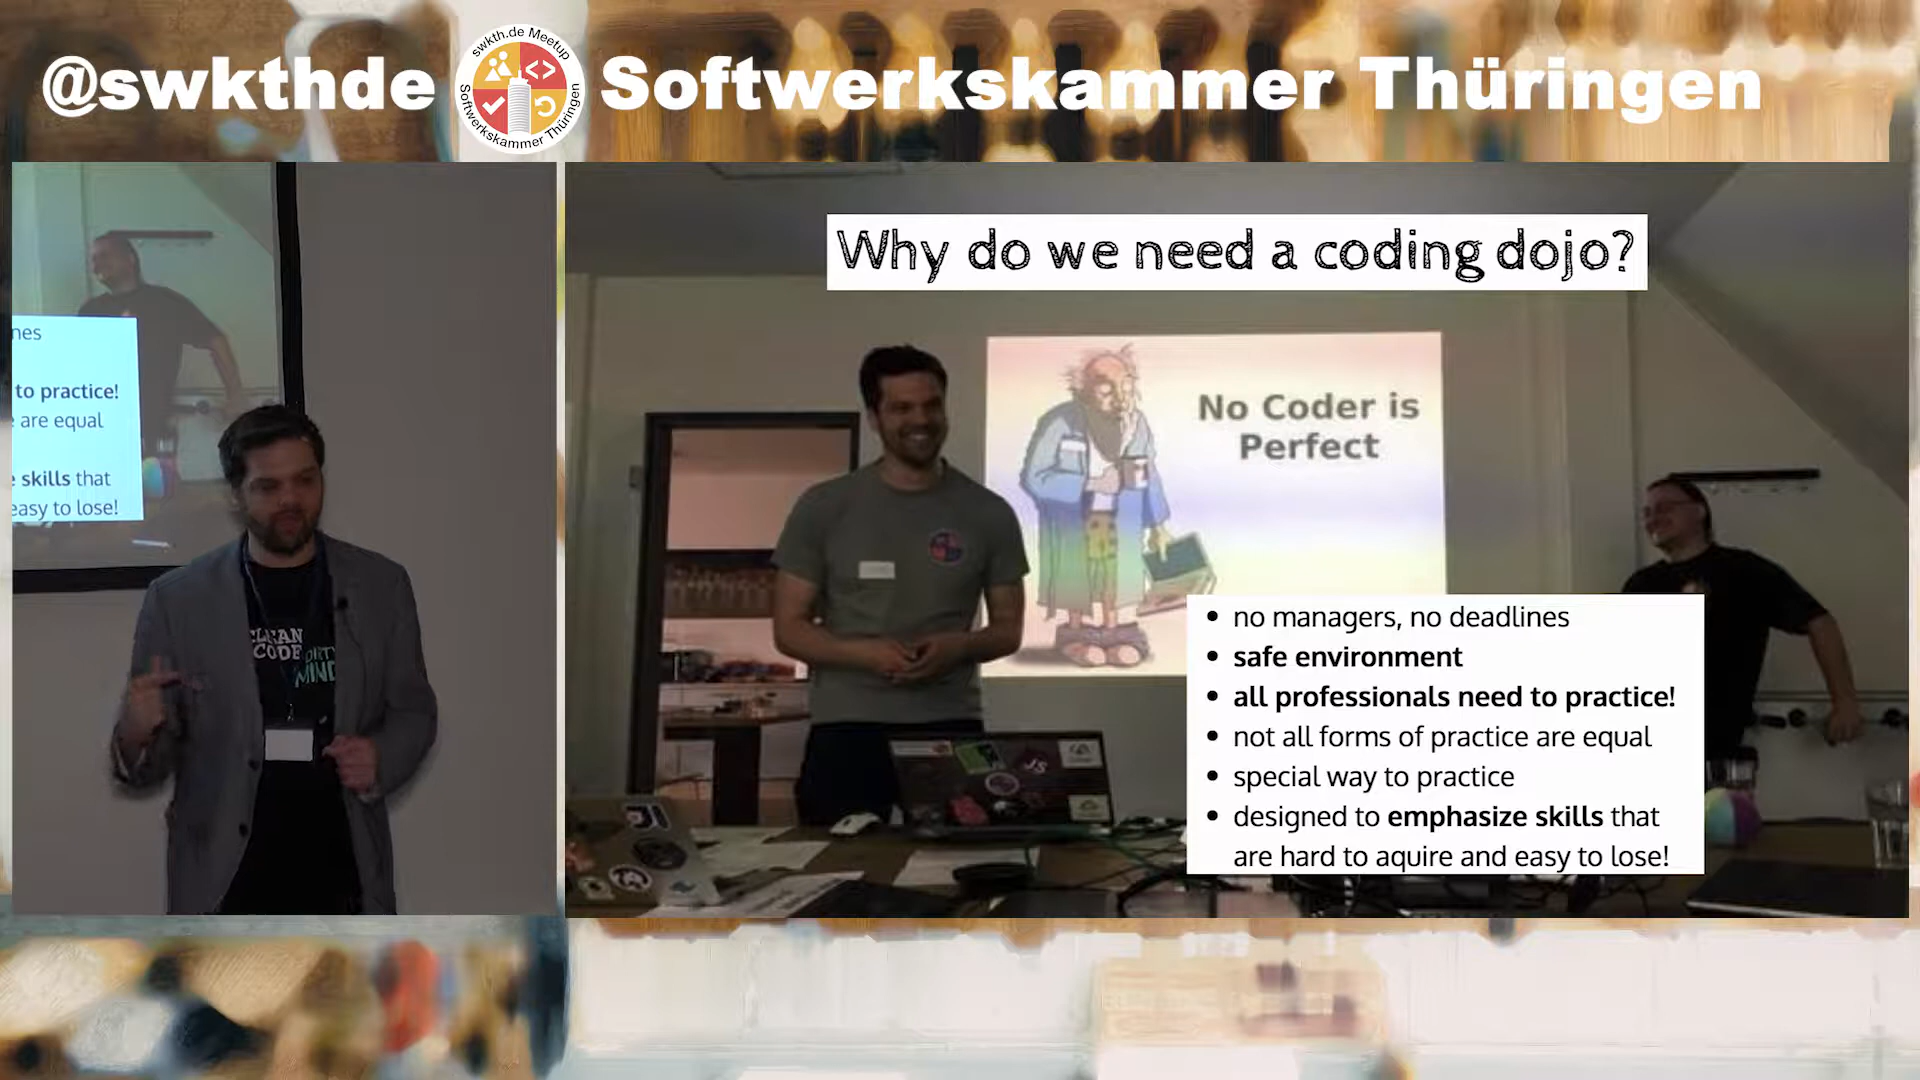 @swkthde
swkth.de Meetup
Softwerkskammer Thüringen
Softwerkskammer Thüringen
to practice!
are equal
skills that
easy to lose!
CLEAN
CODE
DIRTY
MIND
Why do we need a coding dojo?
No Coder is
Perfect
JS
• no managers, no deadlines
• safe environment
• all professionals need to practice!
• not all forms of practice are equal
• special way to practice
• designed to emphasize skills that
are hard to aquire and easy to lose!